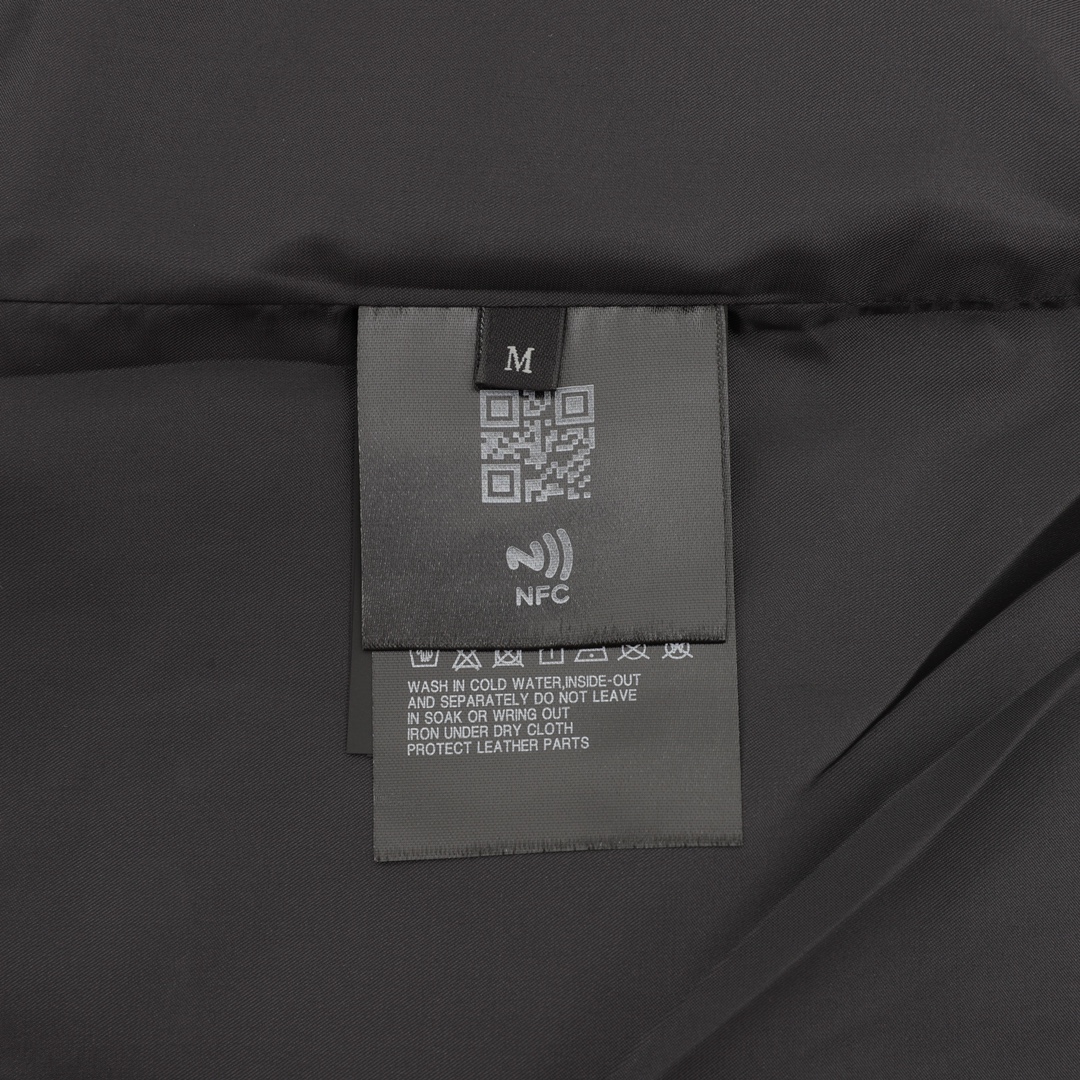 M
NFC
WASH IN COLD WATER,INSIDE-OUT
AND SEPARATELY DO NOT LEAVE
IN SOAK OR WRING OUT
IRON UNDER DRY CLOTH
PROTECT LEATHER PARTS